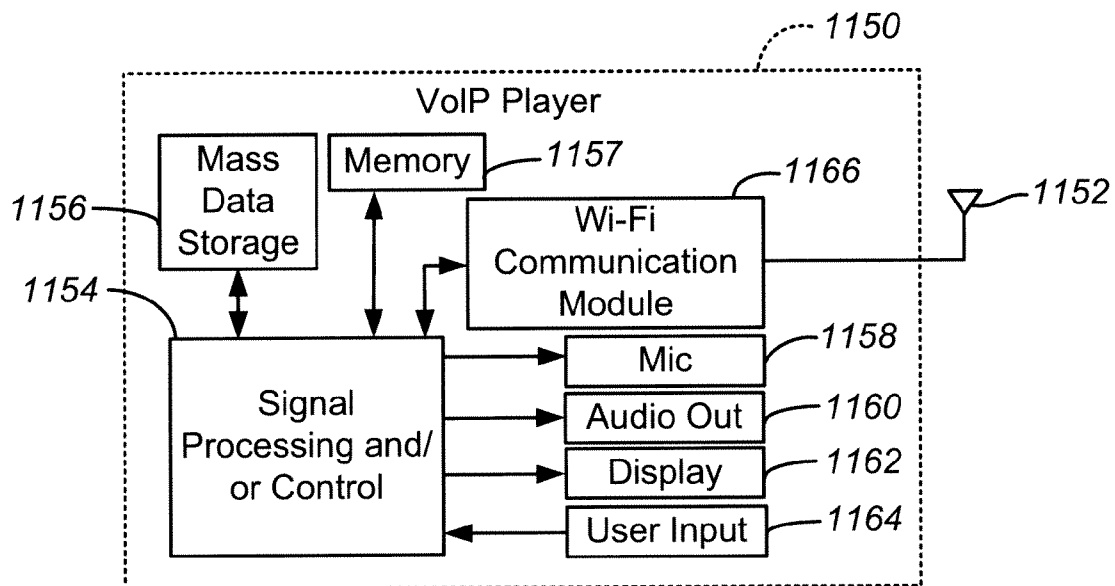 1150
VoIP Player
Mass
Data
Storage
1156
Memory
1157
1166
Wi-Fi
Communication
Module
1152
1154
Signal
Processing and/
or Control
Mic
1158
Audio Out
1160
Display
1162
User Input
1164